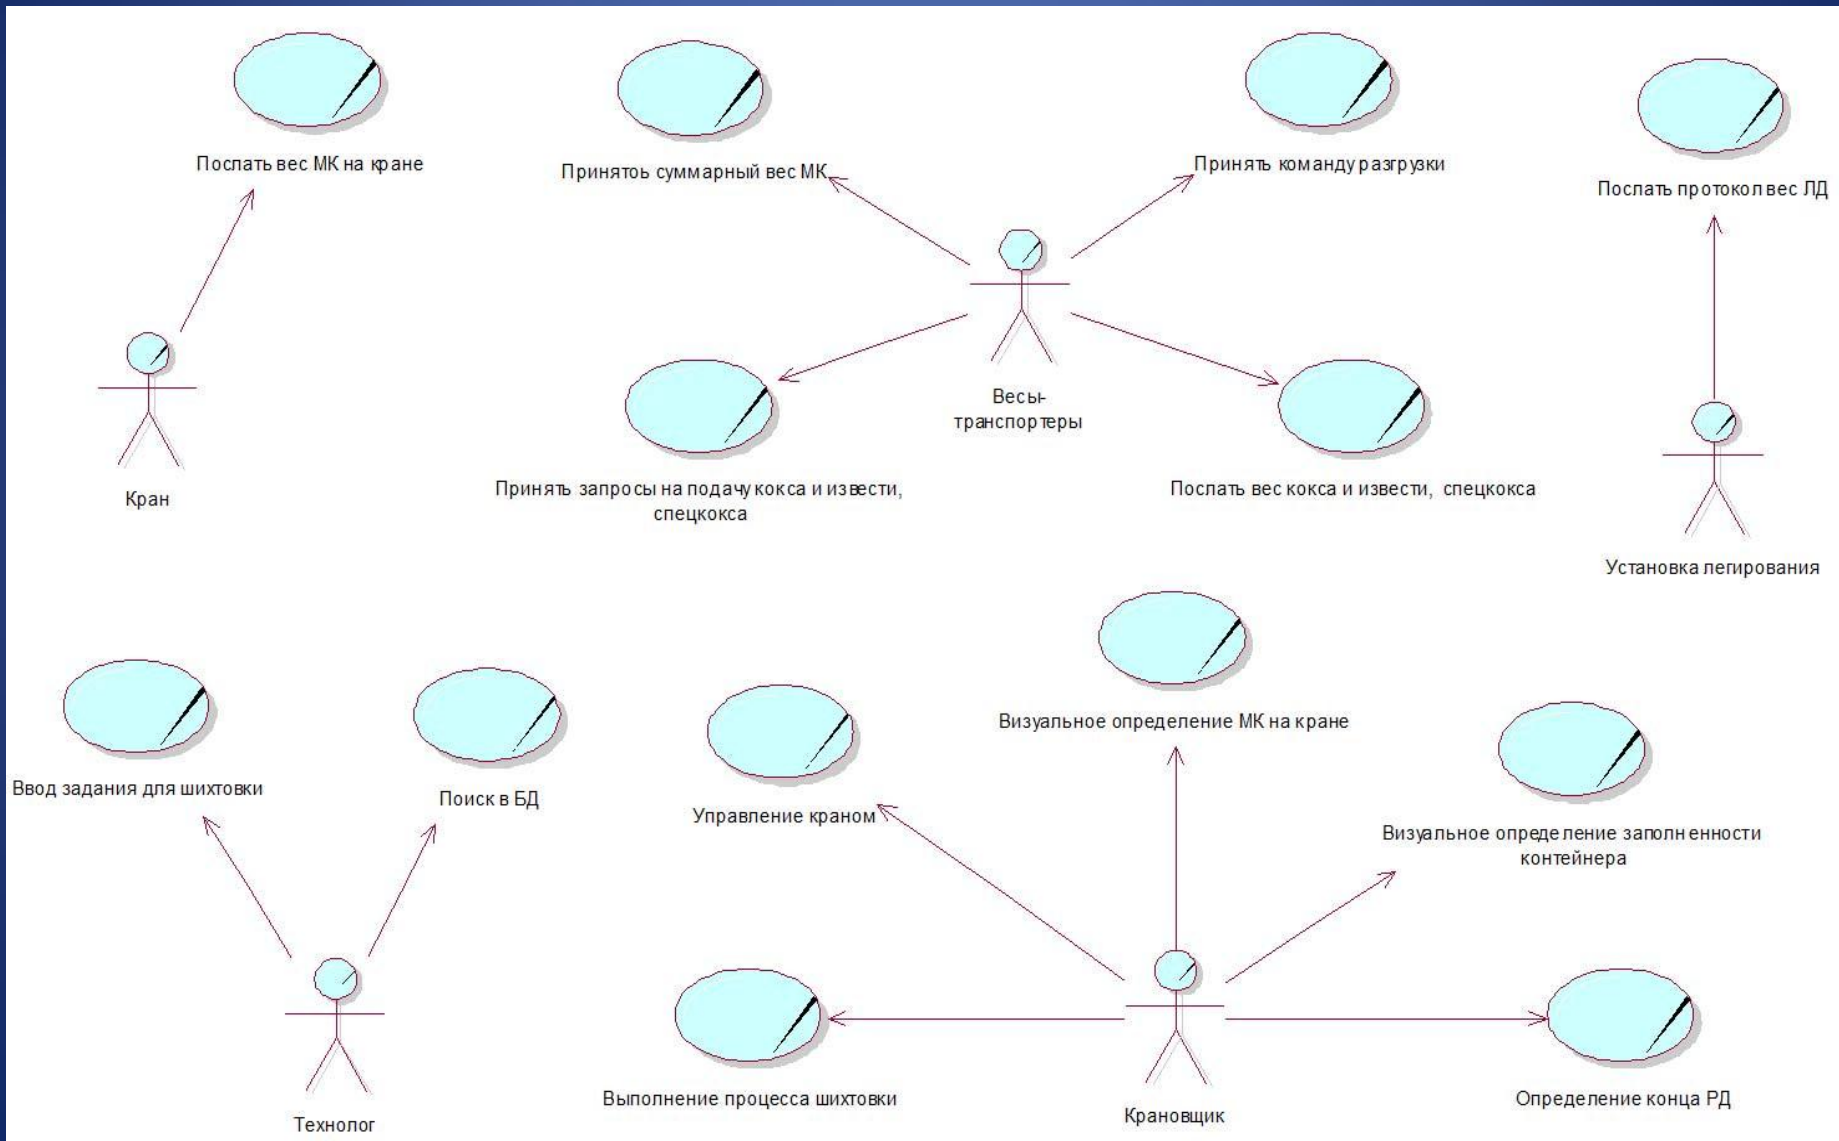 Послать вес МК на кране
Принятоь суммарный вес МК
Принять команду разгрузки
Послать протокол вес ЛД
Весы-
транспортеры
Кран
Принять запросы на подачу кокса и извести,
спецкокса
Послать вес кокса и извести, спецкокса
Установка легирования
Ввод задания для шихтовки
Поиск в БД
Управление краном
Визуальное определение МК на кране
Визуальное определение заполненности
контейнера
Технолог
Выполнение процесса шихтовки
Крановщик
Определение конца РД